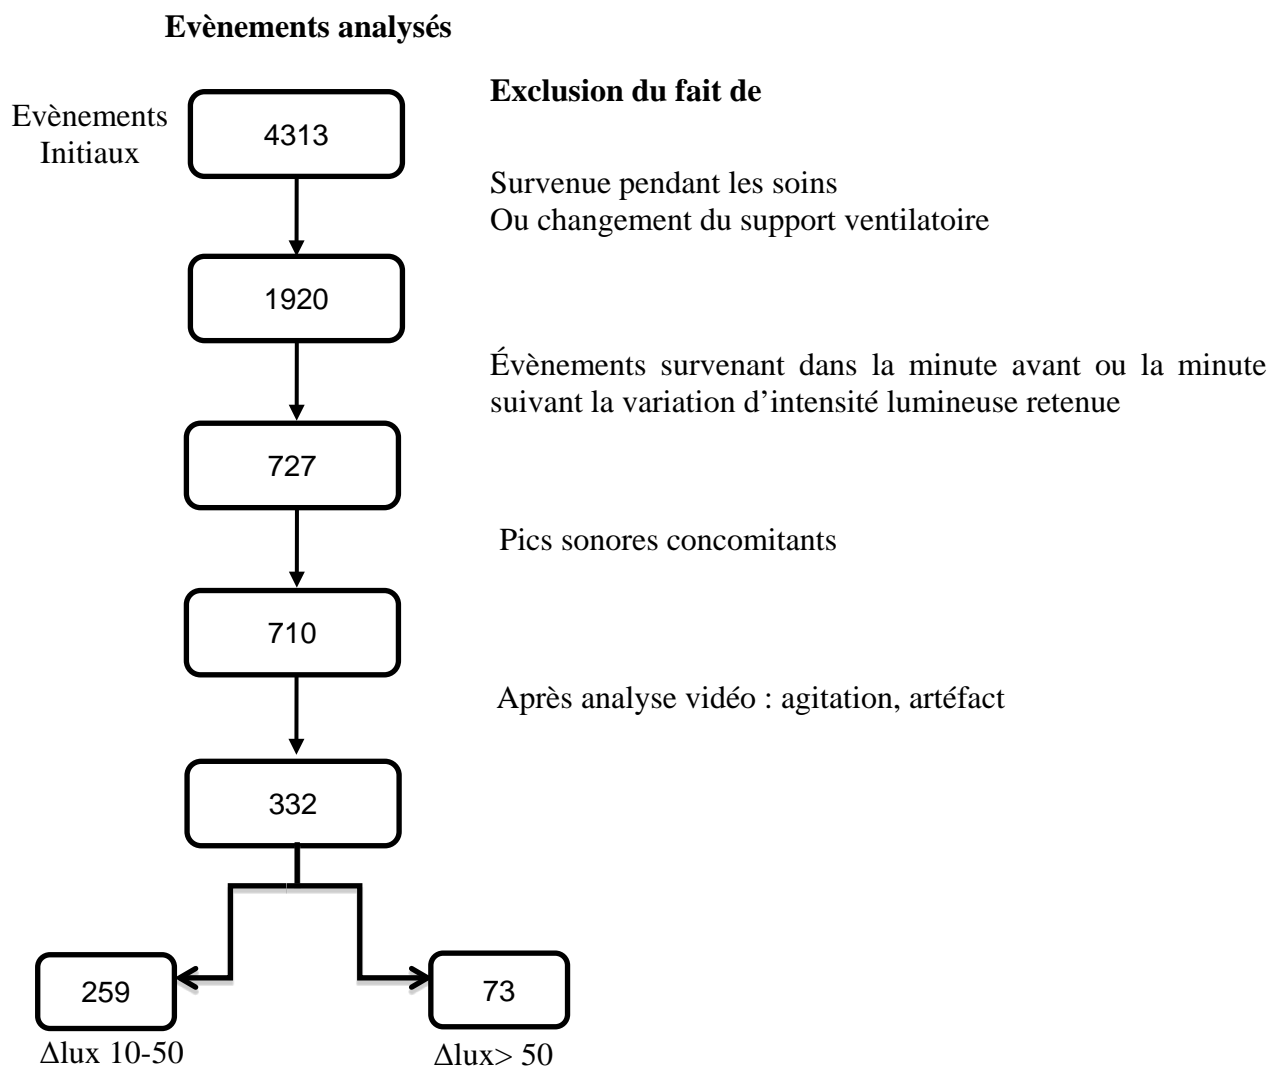 Evènements analysés
Exclusion du fait de
Evènements
Initiaux
4313
Survenue pendant les soins
Ou changement du support ventilatoire
1920
Évènements survenant dans la minute avant ou la minute
suivant la variation d’intensité lumineuse retenue
727
Pics sonores concomitants
710
Après analyse vidéo : agitation, artéfact
332
259
73
Δlux 10-50
Δlux> 50